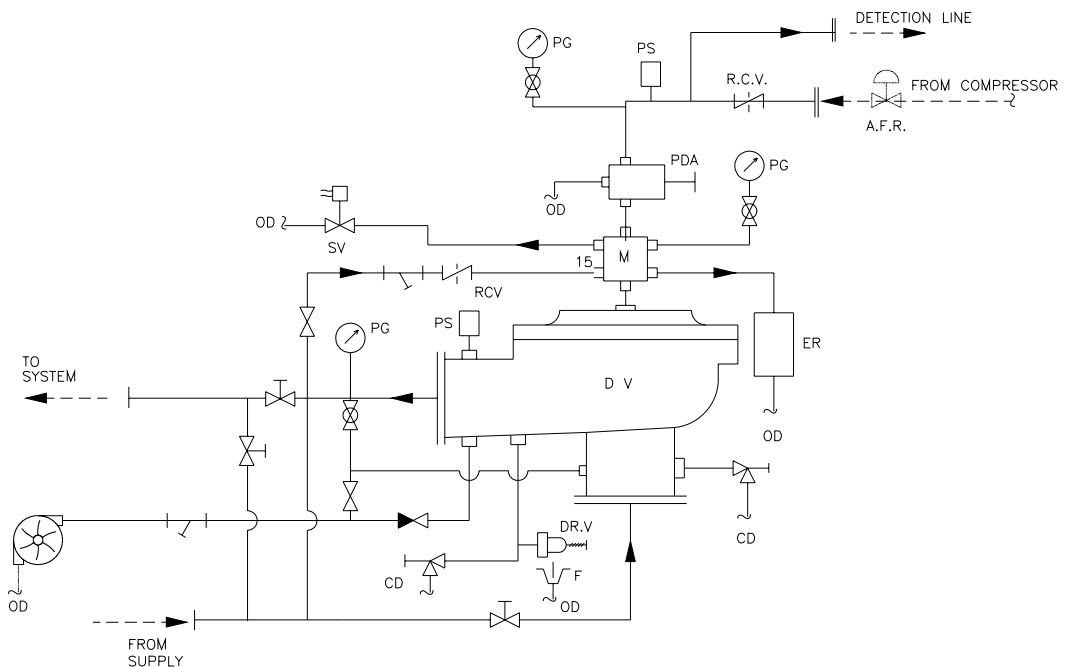 DETECTION LINE
PG
PS
R.C.V.
FROM COMPRESSOR
A.F.R.
PDA
PG
OD
OD
SV
M
15
RCV
PS
PG
ER
TO
SYSTEM
D V
OD
CD
DR.V
CD
F
OD
OD
FROM
SUPPLY